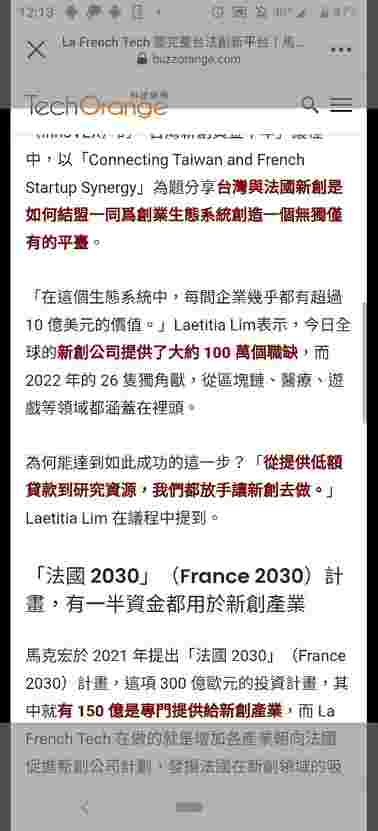 12:13
La French Tech 最完整台法創新平台！馬...
buzzorange.com
TechOrange
科技報橘
中，以「Connecting Taiwan and French
Startup Synergy」為題分享台灣與法國新創是
如何結盟一同爲創業生態系統創造一個無獨僅
有的平臺。
「在這個生態系統中，每間企業幾乎都有超過
10 億美元的價值。」Laetitia Lim表示，今日全
球的新創公司提供了大約 100 萬個職缺，而
2022 年的 26 隻獨角獸，從區塊鏈、醫療、遊
戲等領域都涵蓋在裡頭。
為何能達到如此成功的這一步？「從提供低額
貸款到研究資源，我們都放手讓新創去做。」
Laetitia Lim 在議程中提到。
「法國 2030」（France 2030）計
畫，有一半資金都用於新創產業
馬克宏於 2021 年提出「法國 2030」（France
2030）計畫，這項 300 億歐元的投資計畫，其
中就有 150 億是專門提供給新創產業，而 La
French Tech 在做的就是增加各產業朝向法國
促進新創公司計劃，發揚法國在新創領域的吸